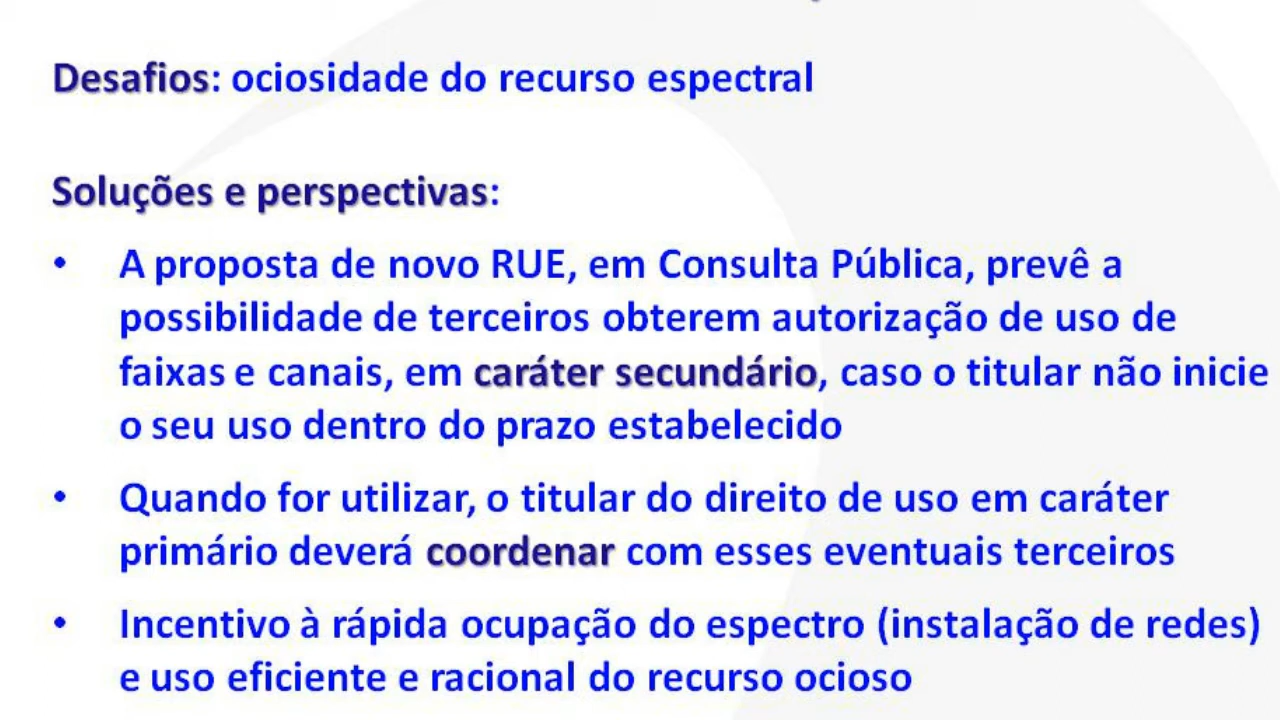 Desafios: ociosidade do recurso espectral
Soluções e perspectivas:
• A proposta de novo RUE, em Consulta Pública, prevê a
possibilidade de terceiros obterem autorização de uso de
faixas e canais, em caráter secundário, caso o titular não inicie
o seu uso dentro do prazo estabelecido
• Quando for utilizar, o titular do direito de uso em caráter
primário deverá coordenar com esses eventuais terceiros
• Incentivo à rápida ocupação do espectro (instalação de redes)
e uso eficiente e racional do recurso ocioso